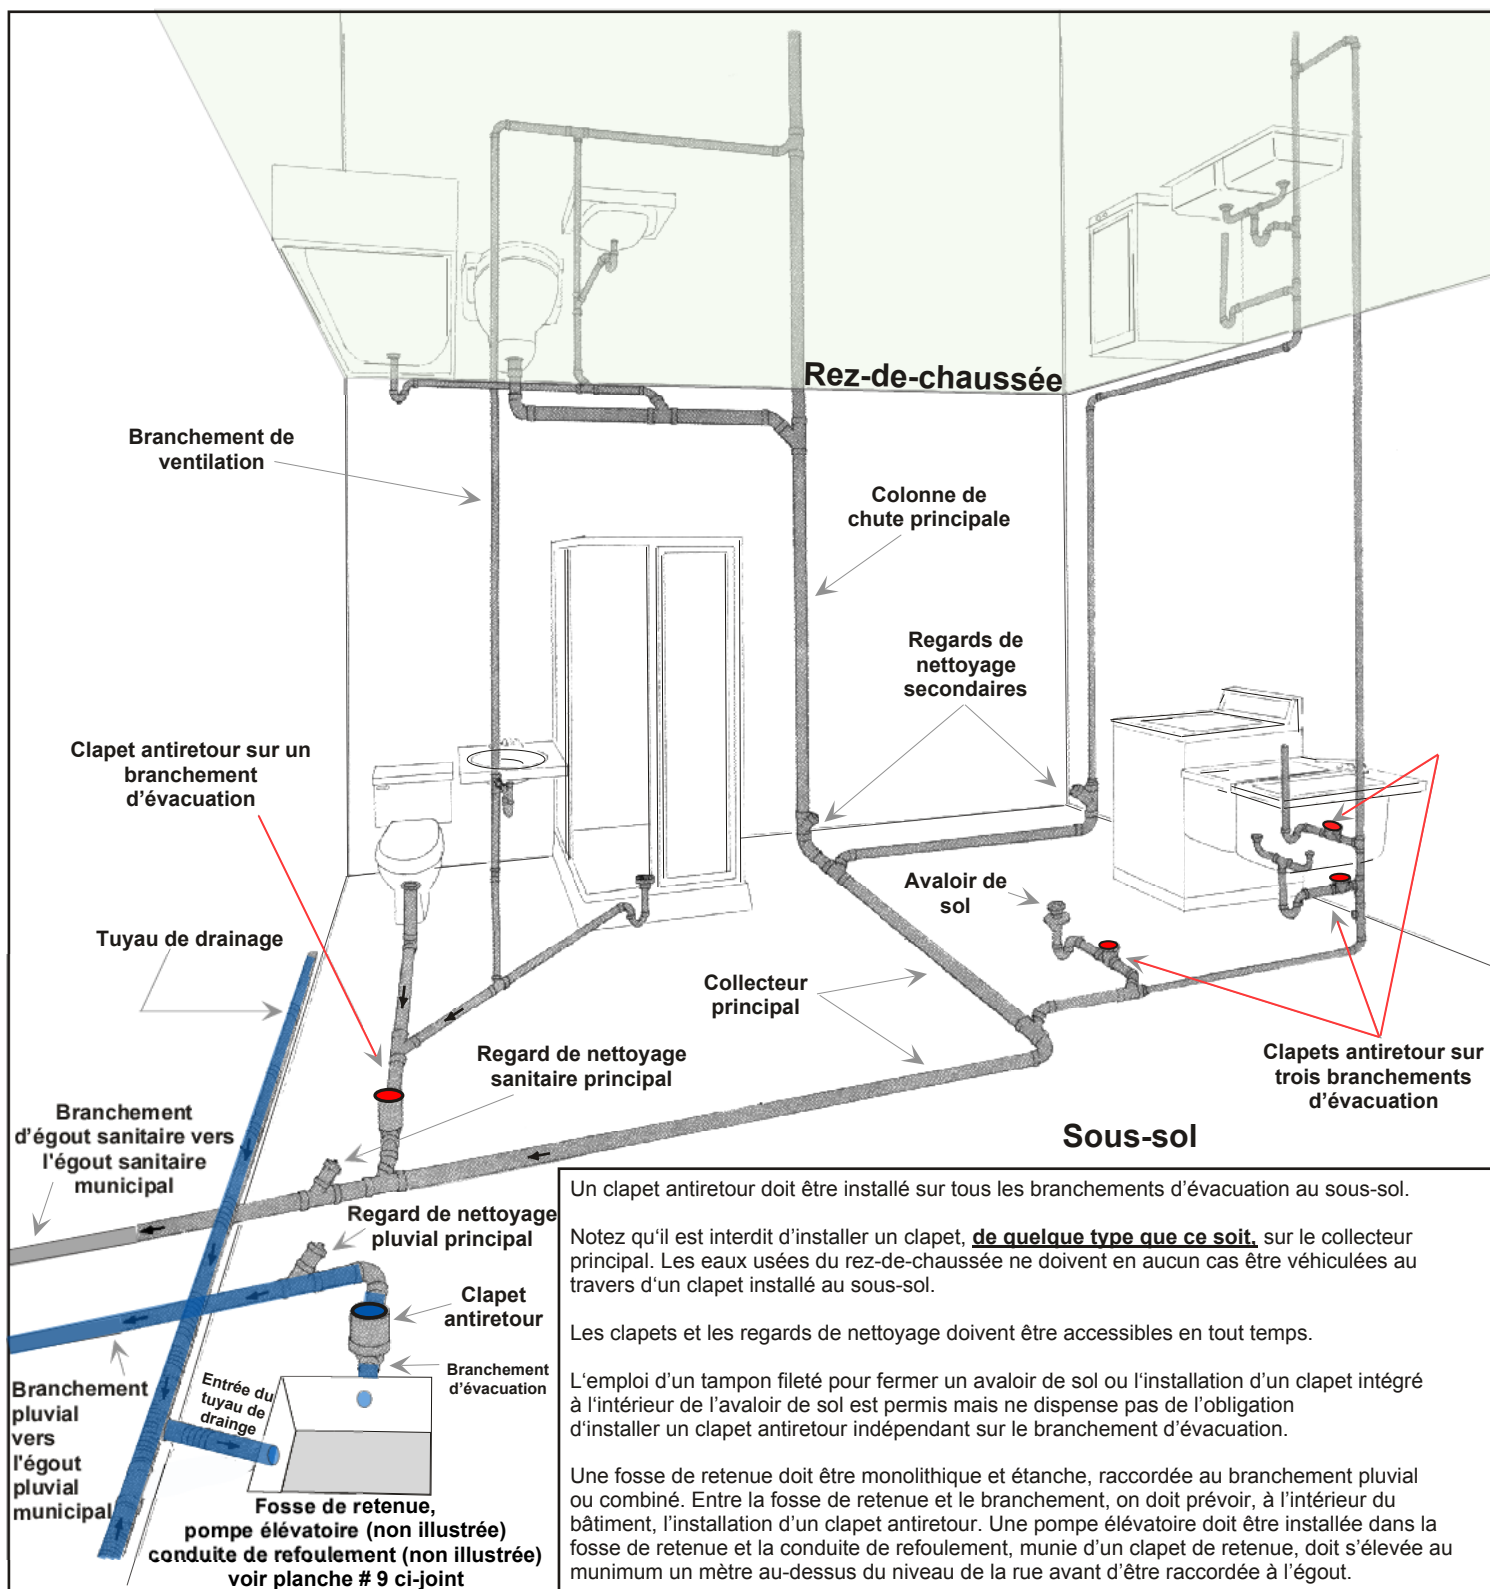 Rez-de-chaussée
Branchement de
ventilation
Colonne de
chute principale
Regards de
nettoyage
secondaires
Clapet antiretour sur un
branchement
d'évacuation
Avaloir de
sol
Tuyau de drainage
Collecteur
principal
Regard de nettoyage
sanitaire principal
Clapets antiretour sur
trois branchements
d'évacuation
Branchement
d'égout sanitaire vers
l'égout sanitaire
municipal
Sous-sol
Regard de nettoyage
pluvial principal
Clapet
antiretour
Branchement
d'évacuation
Entrée du
tuyau de
drainge
Branchement
pluvial
vers
l'égout
pluvial
municipal
Fosse de retenue,
pompe élévatoire (non illustrée)
conduite de refoulement (non illustrée)
voir planche # 9 ci-joint
Un clapet antiretour doit être installé sur tous les branchements d'évacuation au sous-sol.
Notez qu'il est interdit d'installer un clapet, de quelque type que ce soit, sur le collecteur
principal. Les eaux usées du rez-de-chaussée ne doivent en aucun cas être véhiculées au
travers d'un clapet installé au sous-sol.
Les clapets et les regards de nettoyage doivent être accessibles en tout temps.
L'emploi d'un tampon fileté pour fermer un avaloir de sol ou l'installation d'un clapet intégré
à l'intérieur de l'avaloir de sol est permis mais ne dispense pas de l'obligation
d'installer un clapet antiretour indépendant sur le branchement d'évacuation.
Une fosse de retenue doit être monolithique et étanche, raccordée au branchement pluvial
ou combiné. Entre la fosse de retenue et le branchement, on doit prévoir, à l'intérieur du
bâtiment, l'installation d'un clapet antiretour. Une pompe élévatoire doit être installée dans la
fosse de retenue et la conduite de refoulement, munie d'un clapet de retenue, doit s'élevée au
munimum un mètre au-dessus du niveau de la rue avant d'être raccordée à l'égout.